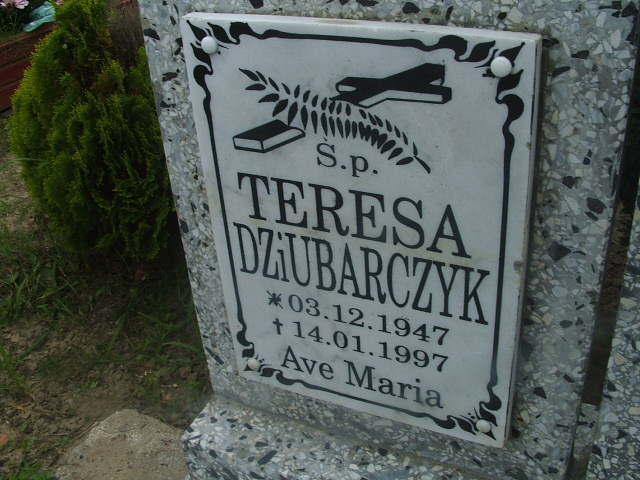 Ś.p.
TERESA
DZiUBARCZYK
* 03.12.1947
† 14.01.1997
Ave Maria